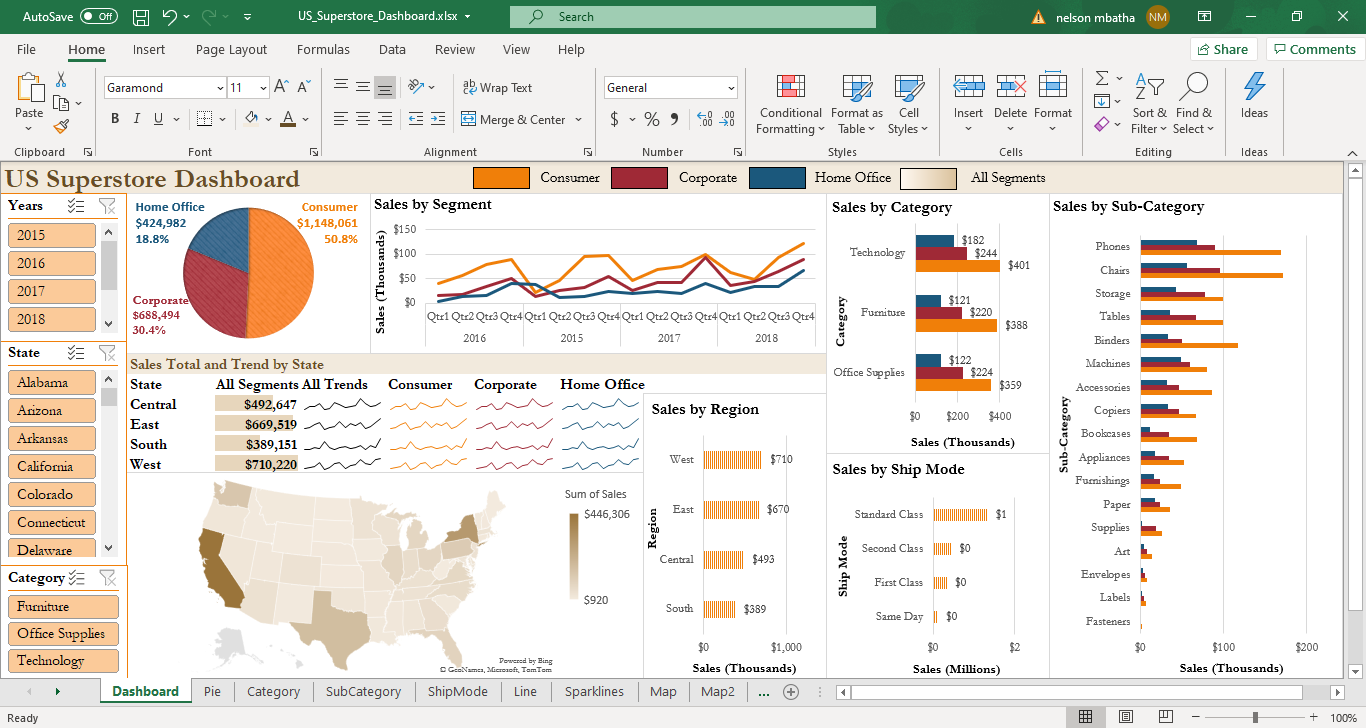 AutoSave Off US_Superstore_Dashboard.xlsx Search nelson mbatha NM
File Home Insert Page Layout Formulas Data Review View Help Share Comments
Paste Garamond 11 Wrap Text General Conditional Format as Cell Insert Delete Format Sort & Find & Ideas
B I U A Merge & Center $ % Formatting Table Styles Filter Select
Clipboard Font Alignment Number Styles Cells Editing Ideas
US Superstore Dashboard
Consumer Corporate Home Office All Segments
Years
2015
2016
2017
2018
State
Alabama
Arizona
Arkansas
California
Colorado
Connecticut
Delaware
Category
Furniture
Office Supplies
Technology
Home Office
$424,982
18.8%
Consumer
$1,148,061
50.8%
Corporate
$688,494
30.4%
Sales by Segment
Sales (Thousands)
$150
$100
$50
$0
Qtr1 Qtr2 Qtr3 Qtr4 Qtr1 Qtr2 Qtr3 Qtr4 Qtr1 Qtr2 Qtr3 Qtr4 Qtr1 Qtr2 Qtr3 Qtr4
2016 2015 2017 2018
Sales Total and Trend by State
State All Segments All Trends Consumer Corporate Home Office
Central $492,647
East $669,519
South $389,151
West $710,220
Sum of Sales
$446,306
$920
Powered by Bing
© GeoNames, Microsoft, TomTom
Sales by Region
Region
West $710
East $670
Central $493
South $389
$0 $1,000
Sales (Thousands)
Sales by Category
Category
Technology $182 $244 $401
Furniture $121 $220 $388
Office Supplies $122 $224 $359
$0 $200 $400
Sales (Thousands)
Sales by Ship Mode
Ship Mode
Standard Class $1
Second Class $0
First Class $0
Same Day $0
$0 $2
Sales (Millions)
Sales by Sub-Category
Sub-Category
Phones
Chairs
Storage
Tables
Binders
Machines
Accessories
Copiers
Bookcases
Appliances
Furnishings
Paper
Supplies
Art
Envelopes
Labels
Fasteners
$0 $100 $200
Sales (Thousands)
Dashboard Pie Category SubCategory ShipMode Line Sparklines Map Map2 ...
Ready 100%